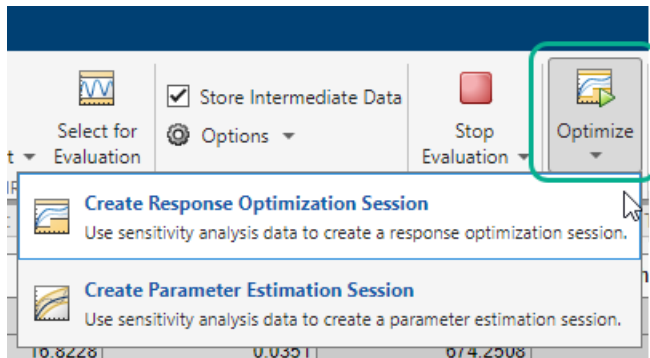 Select for
Evaluation
Store Intermediate Data
Options
Stop
Evaluation
Optimize
Create Response Optimization Session
Use sensitivity analysis data to create a response optimization session.
Create Parameter Estimation Session
Use sensitivity analysis data to create a parameter estimation session.
16.8228 0.0351 674.2508